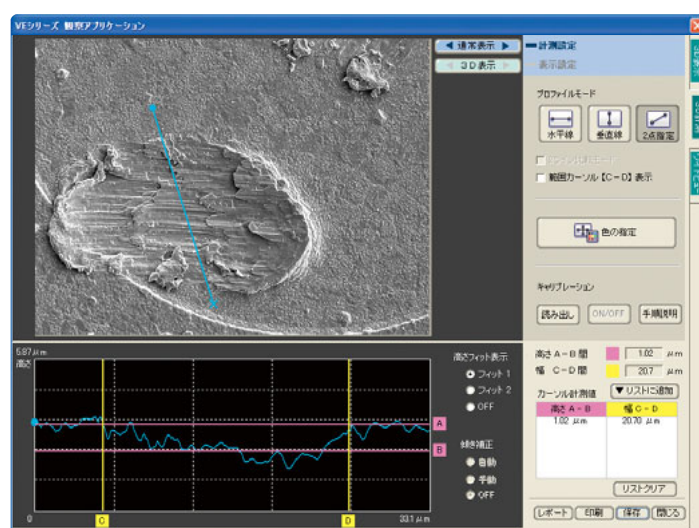 VEシリーズ 観察アプリケーション
通常表示
3D表示
計測設定
表示設定
プロファイルモード
水平線
垂直線
2点指定
範囲カーソル【C-D】表示
色の指定
キャリブレーション
読み出し
ON/OFF
手順説明
5.87μm
高さ
A
B
0
C
D
33.1μm
高さフィット表示
フィット1
フィット2
OFF
傾き補正
自動
手動
OFF
高さ A-B間 1.02 μm
幅 C-D間 20.7 μm
カーソル計測値
▼リストに追加
高さ A-B 幅 C-D
1.02 μm 20.70 μm
リストクリア
レポート 印刷 保存 閉じる